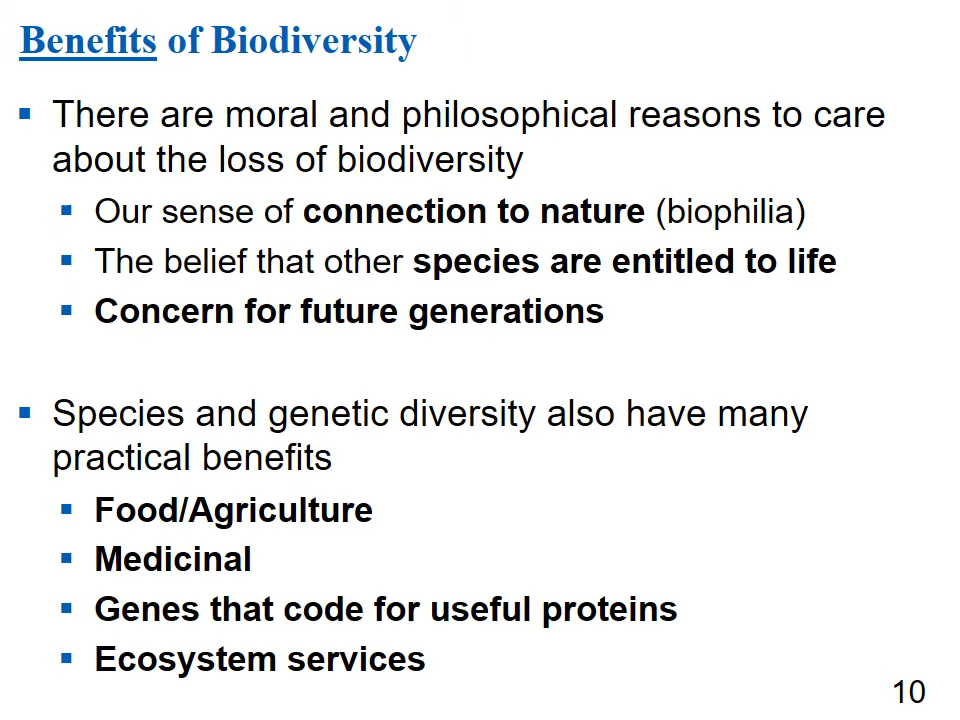 Benefits of Biodiversity
▪ There are moral and philosophical reasons to care
about the loss of biodiversity
▪ Our sense of connection to nature (biophilia)
▪ The belief that other species are entitled to life
▪ Concern for future generations
▪ Species and genetic diversity also have many
practical benefits
▪ Food/Agriculture
▪ Medicinal
▪ Genes that code for useful proteins
▪ Ecosystem services
10